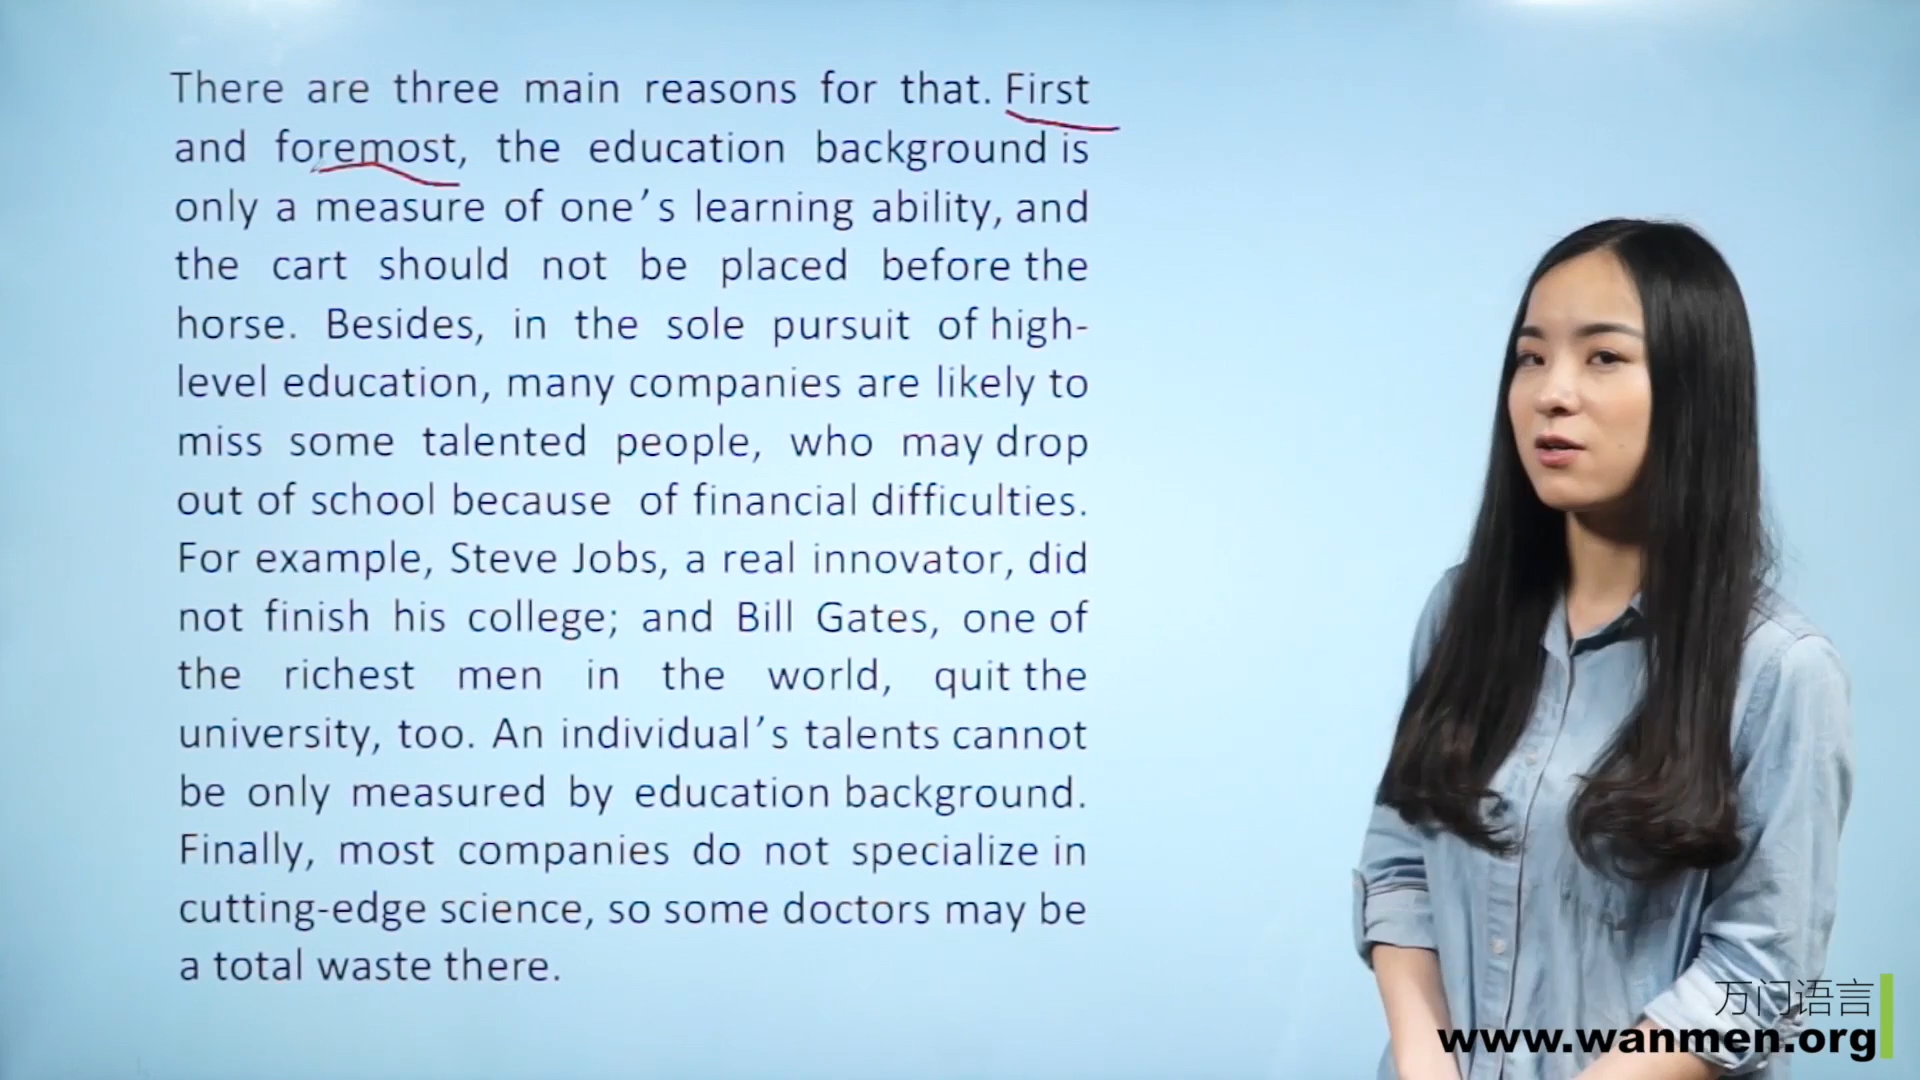 There are three main reasons for that. First
and foremost, the education background is
only a measure of one’s learning ability, and
the cart should not be placed before the
horse. Besides, in the sole pursuit of high-
level education, many companies are likely to
miss some talented people, who may drop
out of school because of financial difficulties.
For example, Steve Jobs, a real innovator, did
not finish his college; and Bill Gates, one of
the richest men in the world, quit the
university, too. An individual’s talents cannot
be only measured by education background.
Finally, most companies do not specialize in
cutting-edge science, so some doctors may be
a total waste there.
万门语言
www.wanmen.org